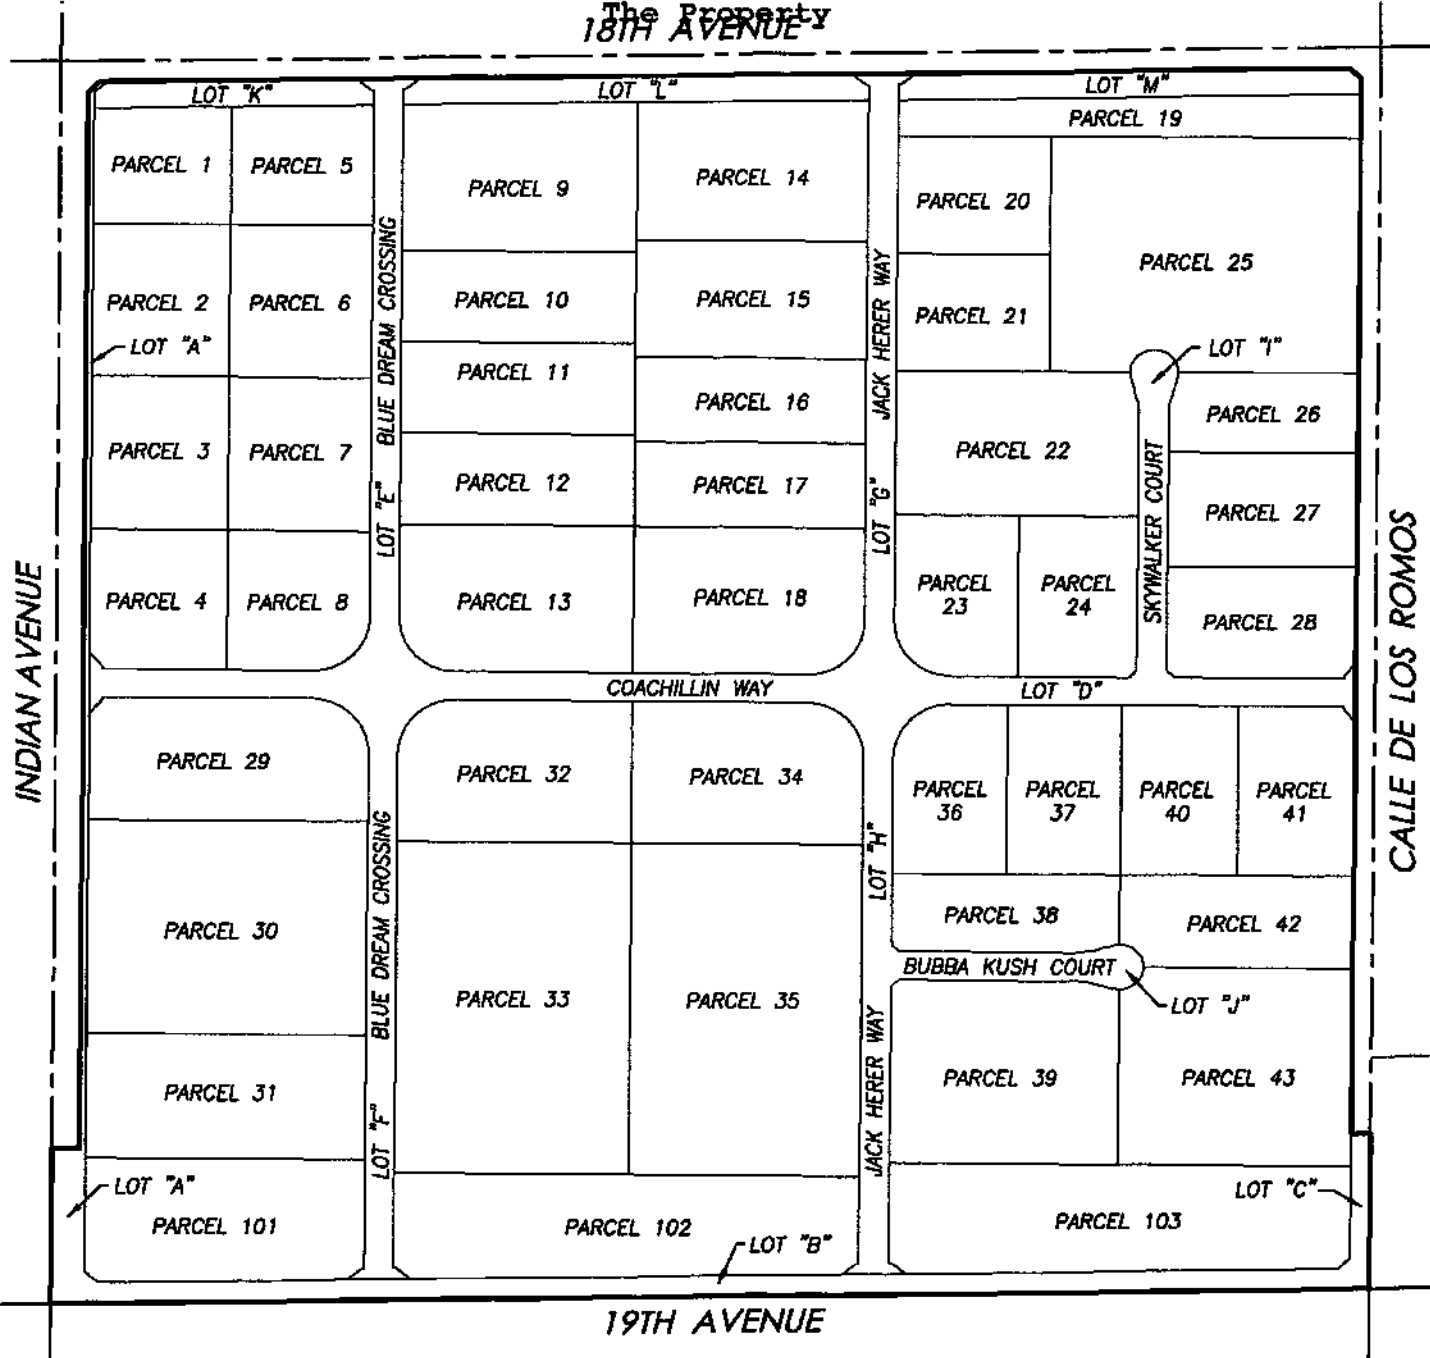 The Property
18TH AVENUE
LOT "K"
LOT "L"
LOT "M"
PARCEL 19
PARCEL 1
PARCEL 5
PARCEL 9
PARCEL 14
PARCEL 20
PARCEL 25
PARCEL 2
PARCEL 6
PARCEL 10
PARCEL 15
PARCEL 21
LOT "A"
LOT "I"
BLUE DREAM CROSSING
JACK HERER WAY
PARCEL 11
PARCEL 16
PARCEL 26
PARCEL 3
PARCEL 7
PARCEL 12
PARCEL 17
PARCEL 22
PARCEL 27
LOT "E"
LOT "G"
SKYWALKER COURT
PARCEL 4
PARCEL 8
PARCEL 13
PARCEL 18
PARCEL
23
PARCEL
24
PARCEL 28
INDIAN AVENUE
CALLE DE LOS ROMOS
COACHILLIN WAY
LOT "D"
PARCEL 29
PARCEL 32
PARCEL 34
PARCEL
36
PARCEL
37
PARCEL
40
PARCEL
41
BLUE DREAM CROSSING
LOT "H"
PARCEL 30
PARCEL 38
PARCEL 42
BUBBA KUSH COURT
PARCEL 33
PARCEL 35
LOT "J"
PARCEL 31
JACK HERER WAY
PARCEL 39
PARCEL 43
LOT "F"
LOT "A"
LOT "C"
PARCEL 101
PARCEL 102
PARCEL 103
LOT "B"
19TH AVENUE